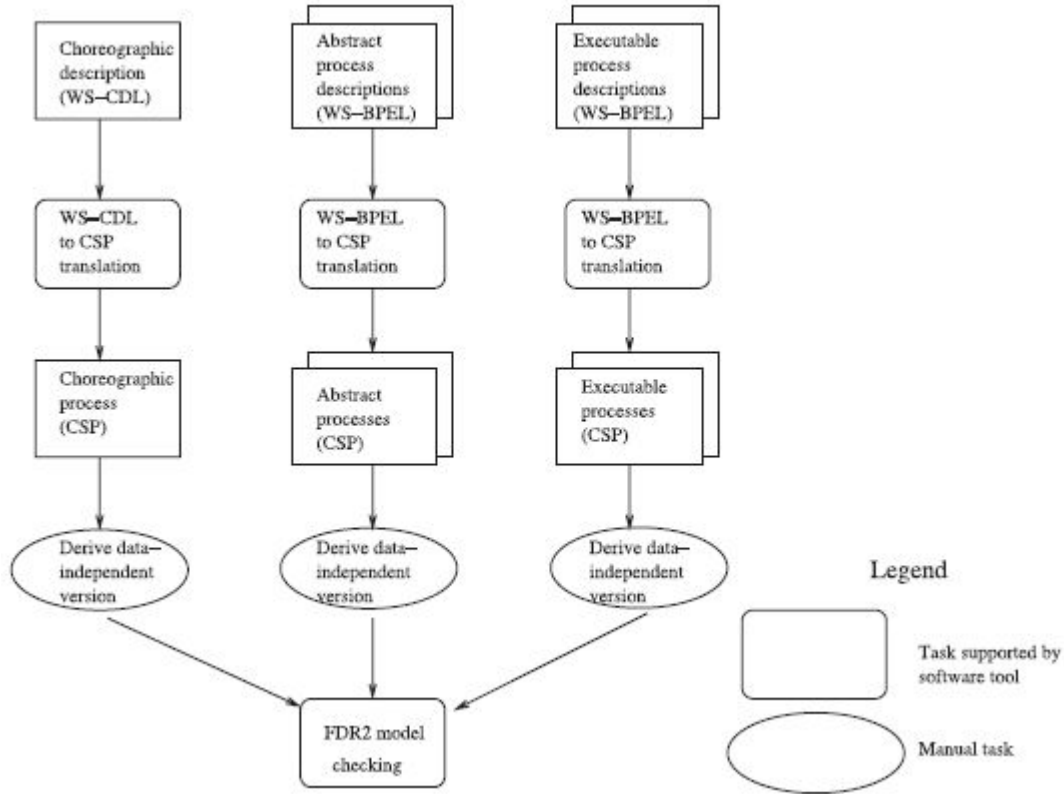 Choreographic
description
(WS–CDL)
Abstract
process
descriptions
(WS–BPEL)
Executable
process
descriptions
(WS–BPEL)
WS–CDL
to CSP
translation
WS–BPEL
to CSP
translation
WS–BPEL
to CSP
translation
Choreographic
process
(CSP)
Abstract
processes
(CSP)
Executable
processes
(CSP)
Derive data–
independent
version
Derive data–
independent
version
Derive data–
independent
version
FDR2 model
checking
Legend
Task supported by
software tool
Manual task